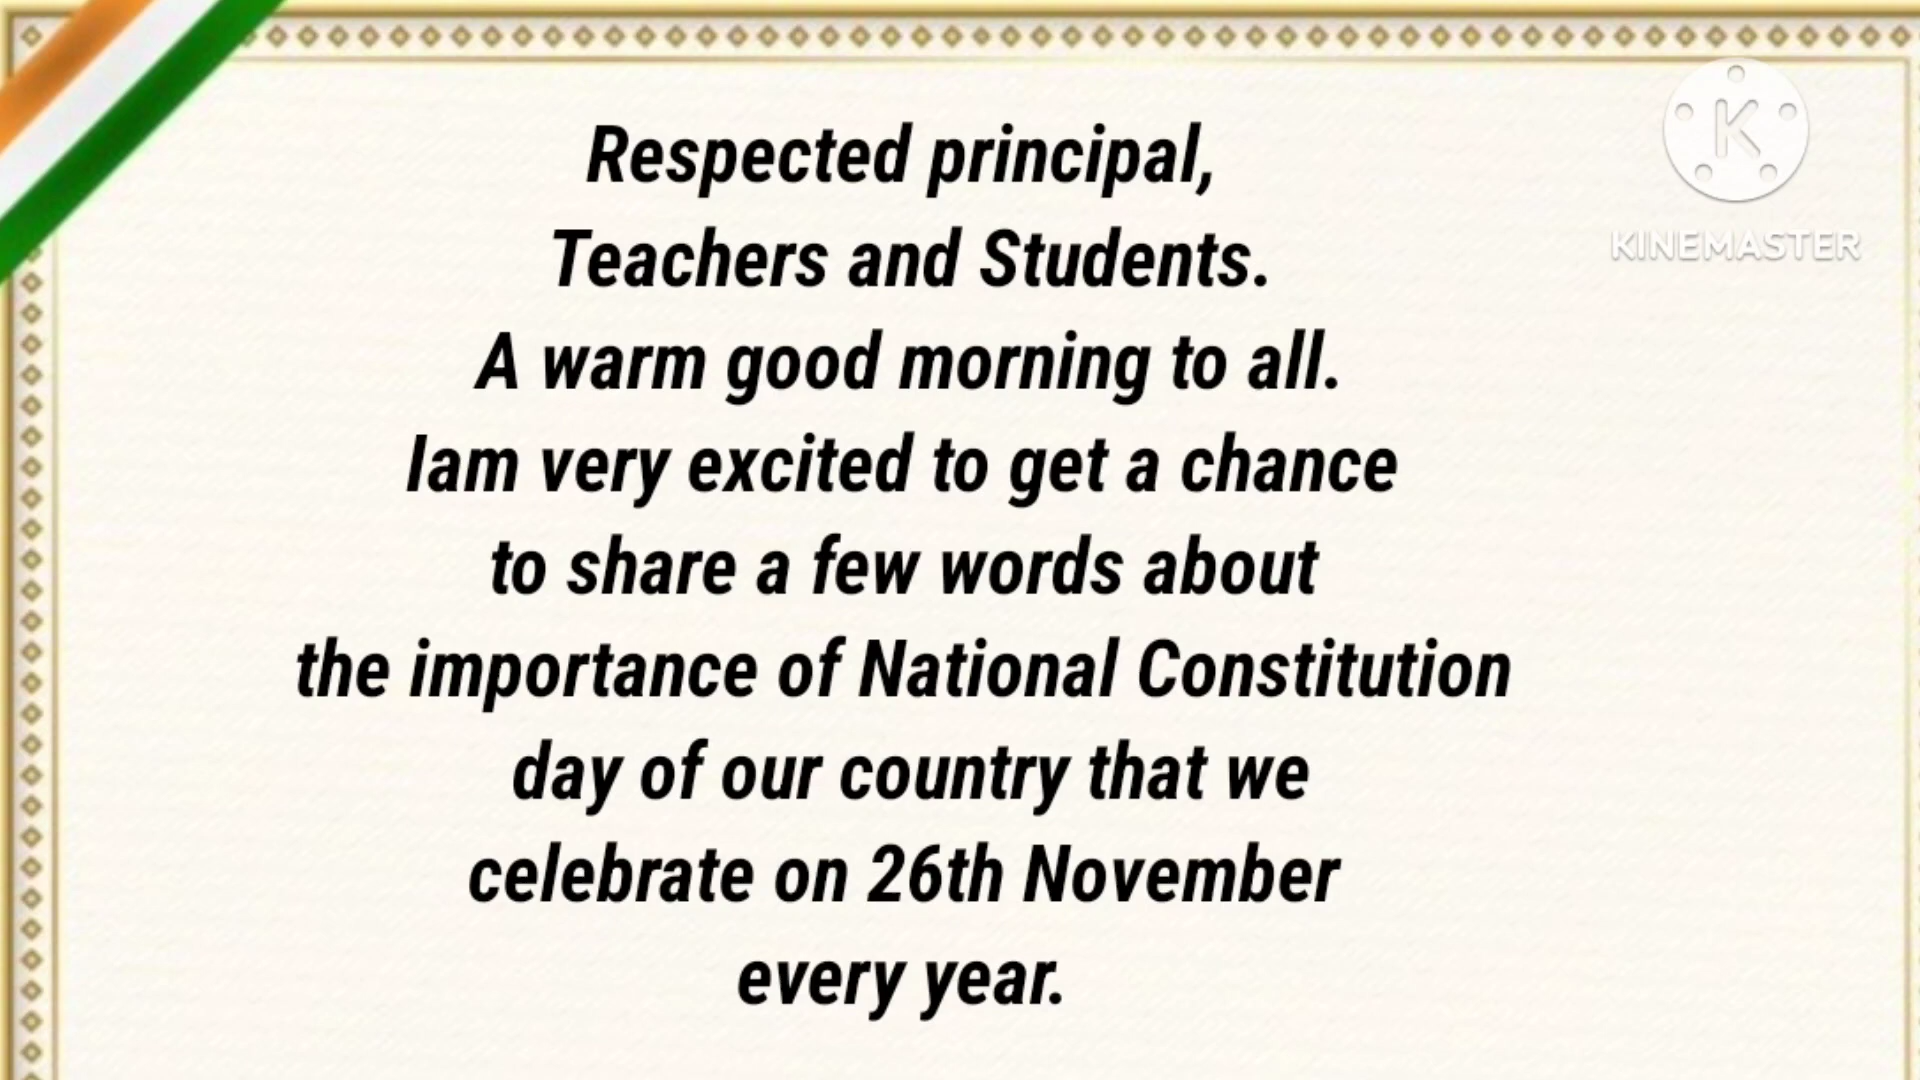 Respected principal,
Teachers and Students.
A warm good morning to all.
Iam very excited to get a chance
to share a few words about
the importance of National Constitution
day of our country that we
celebrate on 26th November
every year.
K
KINEMASTER